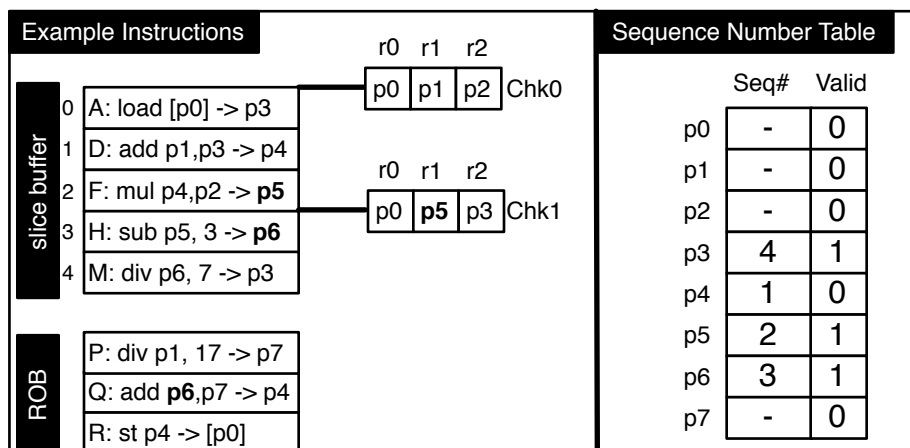 Example Instructions
r0 r1 r2
p0 p1 p2 Chk0
slice buffer
0 A: load [p0] -> p3
1 D: add p1,p3 -> p4
2 F: mul p4,p2 -> p5
3 H: sub p5, 3 -> p6
4 M: div p6, 7 -> p3
r0 r1 r2
p0 p5 p3 Chk1
ROB
P: div p1, 17 -> p7
Q: add p6,p7 -> p4
R: st p4 -> [p0]
Sequence Number Table
Seq# Valid
p0 - 0
p1 - 0
p2 - 0
p3 4 1
p4 1 0
p5 2 1
p6 3 1
p7 - 0